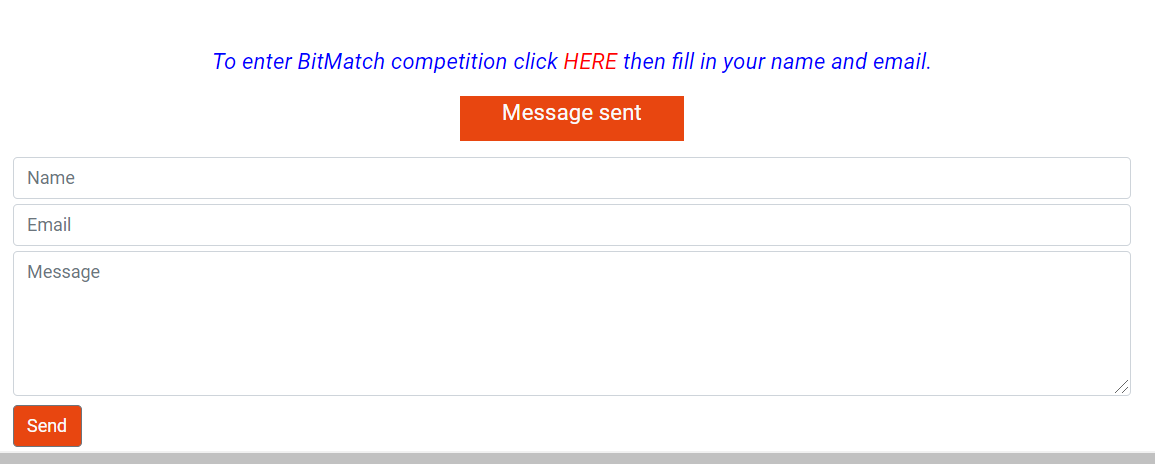 To enter BitMatch competition click HERE then fill in your name and email.
Message sent
Name
Email
Message
Send